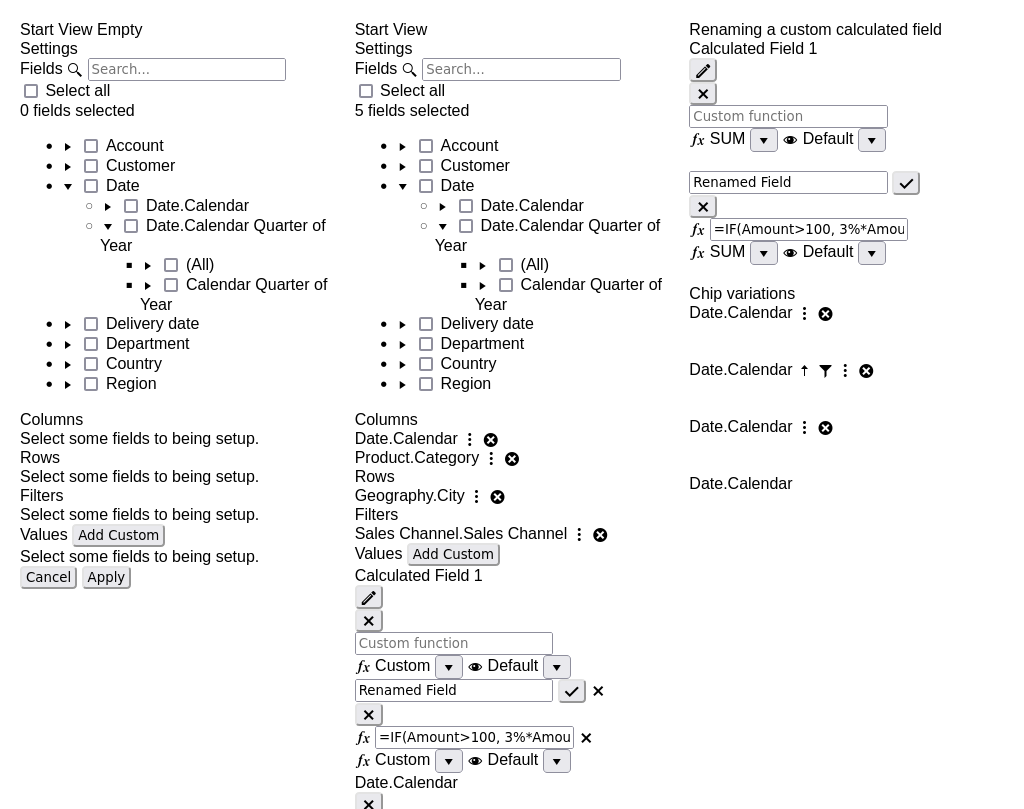 Start View Empty
Settings
Fields Search...
Select all
0 fields selected
Account
Customer
Date
Date.Calendar
Date.Calendar Quarter of
Year
(All)
Calendar Quarter of
Year
Delivery date
Department
Country
Region
Columns
Select some fields to being setup.
Rows
Select some fields to being setup.
Filters
Select some fields to being setup.
Values Add Custom
Select some fields to being setup.
Cancel Apply
Start View
Settings
Fields Search...
Select all
5 fields selected
Account
Customer
Date
Date.Calendar
Date.Calendar Quarter of
Year
(All)
Calendar Quarter of
Year
Delivery date
Department
Country
Region
Columns
Date.Calendar
Product.Category
Rows
Geography.City
Filters
Sales Channel.Sales Channel
Values Add Custom
Calculated Field 1
Custom function
fx Custom Default
Renamed Field
fx =IF(Amount>100, 3%*Amou
fx Custom Default
Date.Calendar
Renaming a custom calculated field
Calculated Field 1
Custom function
fx SUM Default
Renamed Field
fx =IF(Amount>100, 3%*Amou
fx SUM Default
Chip variations
Date.Calendar
Date.Calendar
Date.Calendar
Date.Calendar